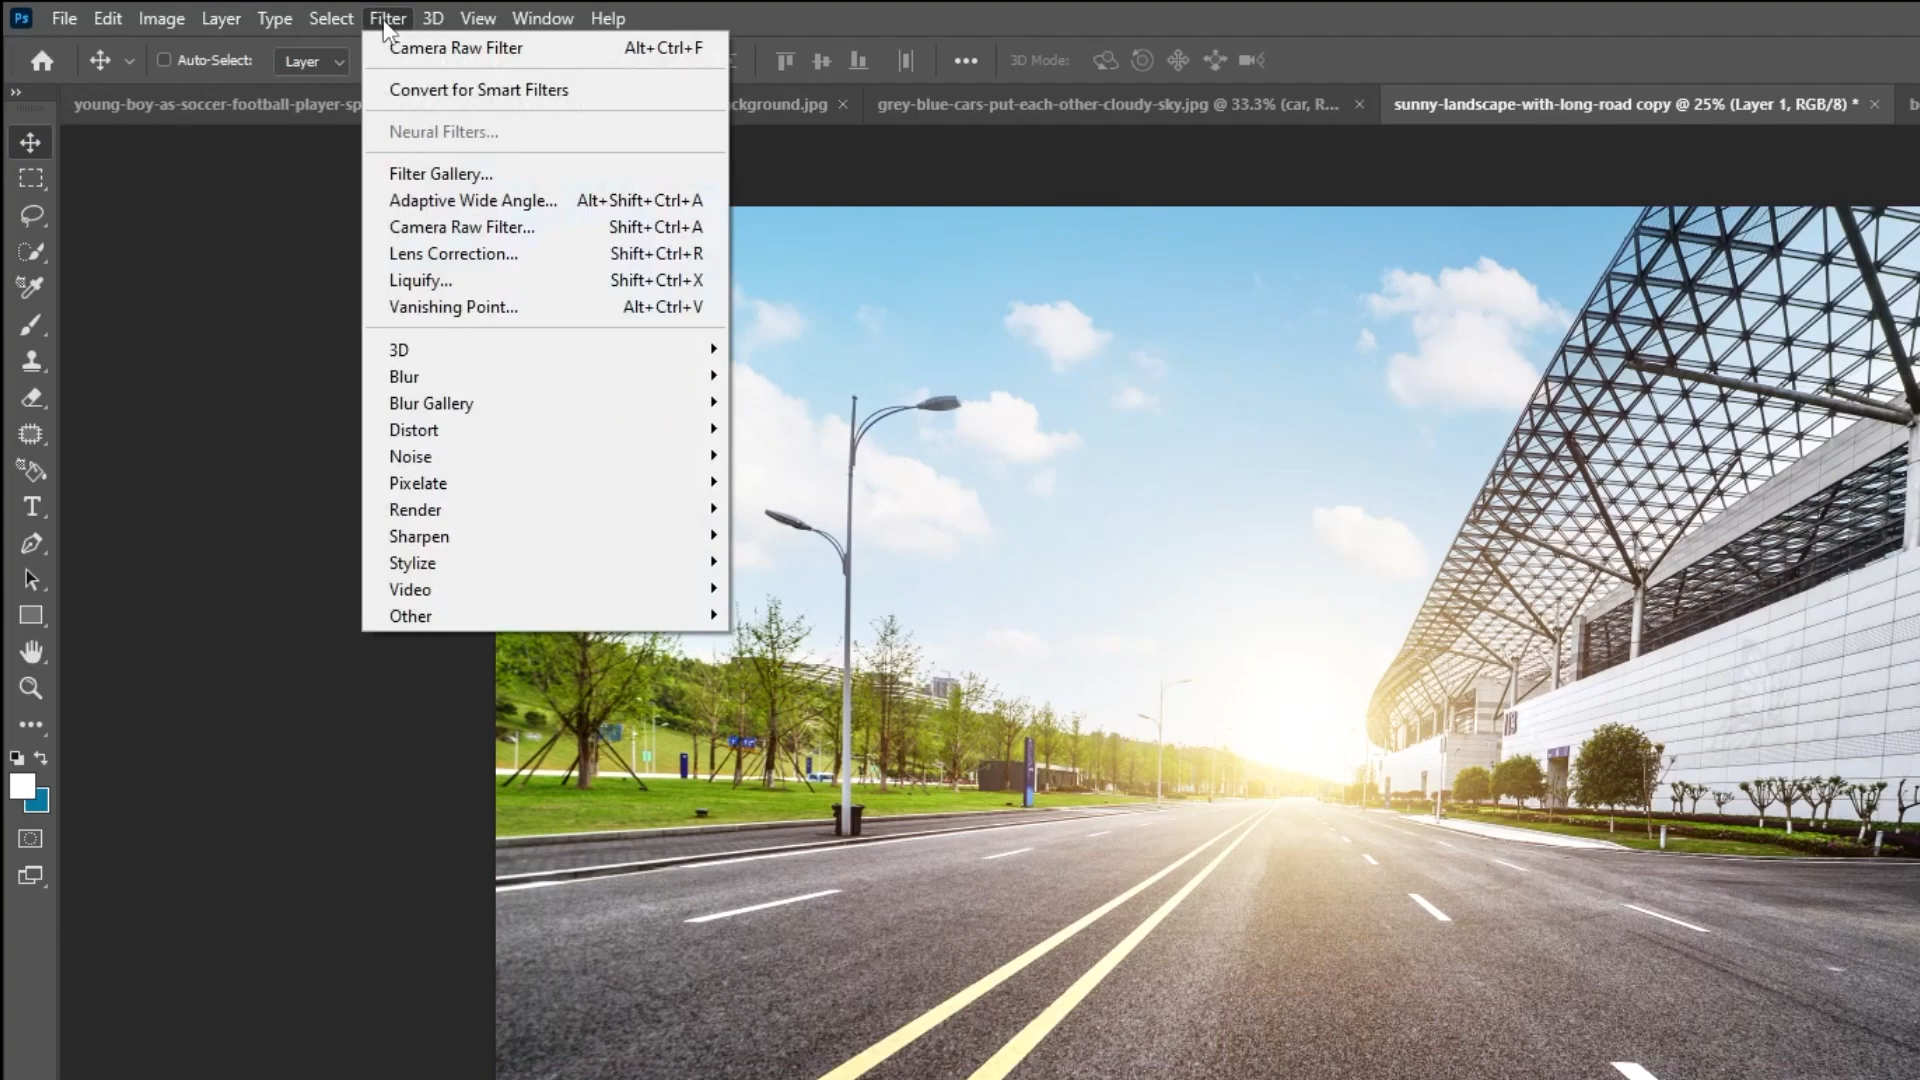 Ps File Edit Image Layer Type Select Filter 3D View Window Help
Auto-Select: Layer 3D Mode:
young-boy-as-soccer-football-player-sp ckground.jpg × grey-blue-cars-put-each-other-cloudy-sky.jpg @ 33.3% (car, R... × sunny-landscape-with-long-road copy @ 25% (Layer 1, RGB/8) * ×
Camera Raw Filter Alt+Ctrl+F
Convert for Smart Filters
Neural Filters...
Filter Gallery...
Adaptive Wide Angle... Alt+Shift+Ctrl+A
Camera Raw Filter... Shift+Ctrl+A
Lens Correction... Shift+Ctrl+R
Liquify... Shift+Ctrl+X
Vanishing Point... Alt+Ctrl+V
3D
Blur
Blur Gallery
Distort
Noise
Pixelate
Render
Sharpen
Stylize
Video
Other